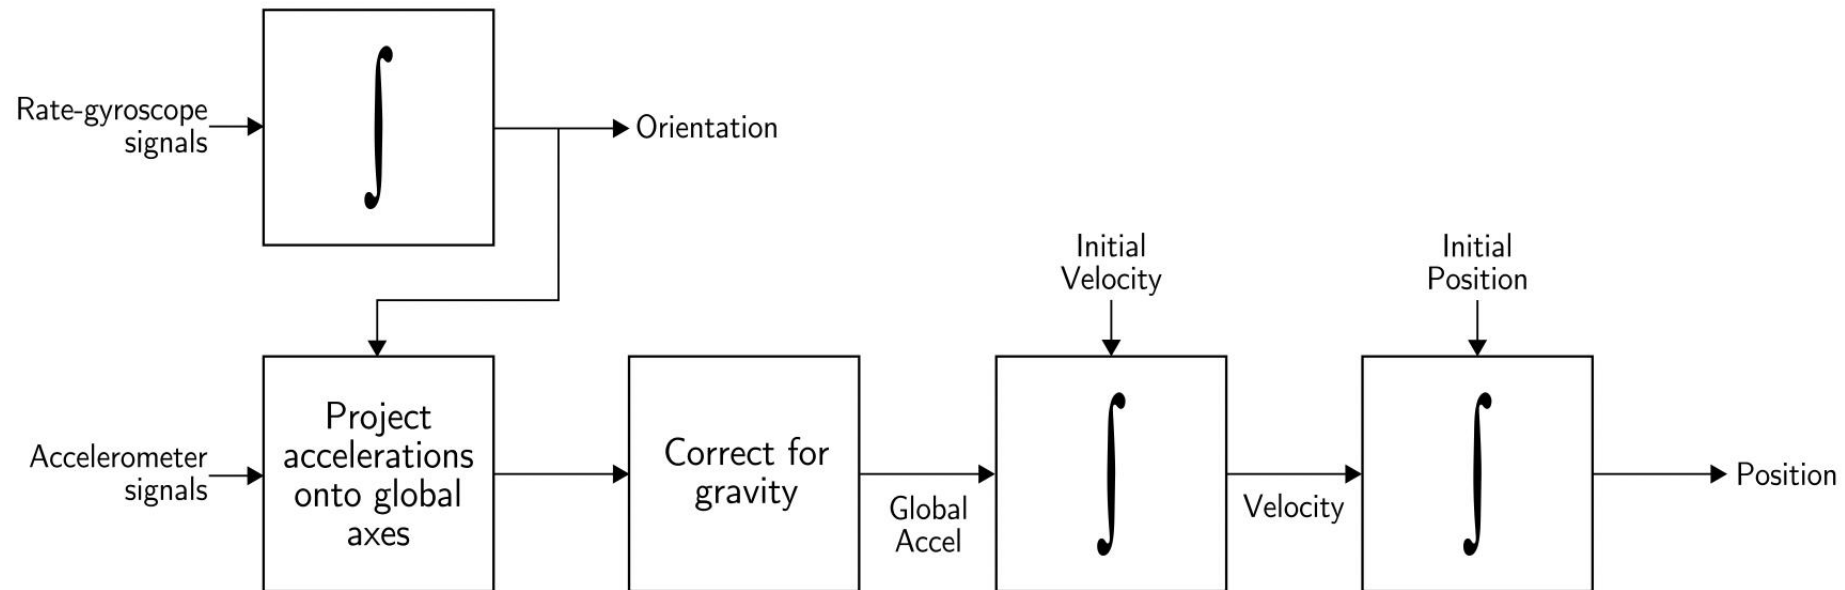 Rate-gyroscope
signals
∫
Orientation
Initial
Velocity
Initial
Position
Accelerometer
signals
Project
accelerations
onto global
axes
Correct for
gravity
Global
Accel
∫
Velocity
∫
Position